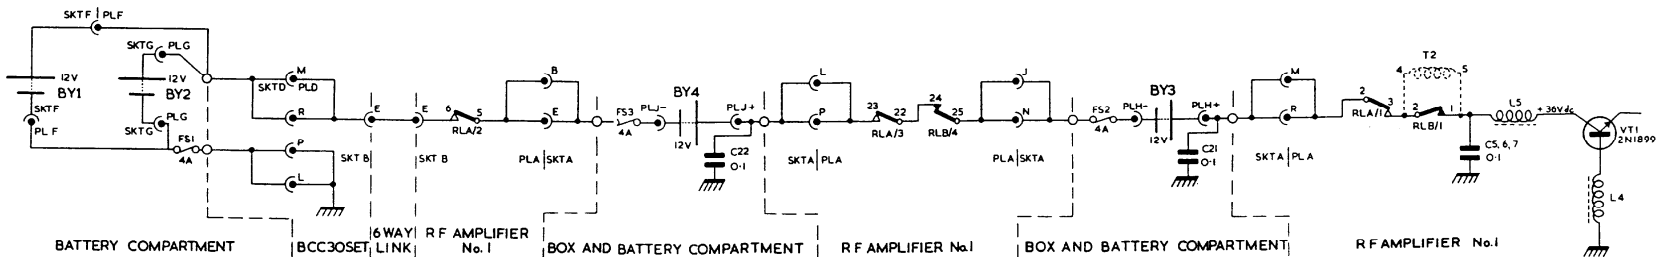 SKTF | PLF
SKTG PLG
12V
BY1
12V
BY2
SKTF
PLF
PLG
SKTG
FS1
4A
M
SKTD PLD
R
P
L
E
SKT B
E
SKT B
6 5
RLA/2
B
E
PLA | SKTA
FS3
4A
PLJ-
BY4
12V
PLJ+
C22
0·1
L
P
SKTA | PLA
23 22
RLA/3
24
25
RLB/4
J
N
PLA | SKTA
FS2
4A
PLH-
BY3
12V
PLH+
C21
0·1
M
R
SKTA | PLA
2 3
RLA/1
T2
4 5
2 1
RLB/1
C5,6,7
0·1
L5
+36Vdc
VT1
2N1899
L4
BATTERY COMPARTMENT
BCC30SET
6 WAY
LINK
RF AMPLIFIER
No.1
BOX AND BATTERY COMPARTMENT
RF AMPLIFIER No.1
BOX AND BATTERY COMPARTMENT
RF AMPLIFIER No.1